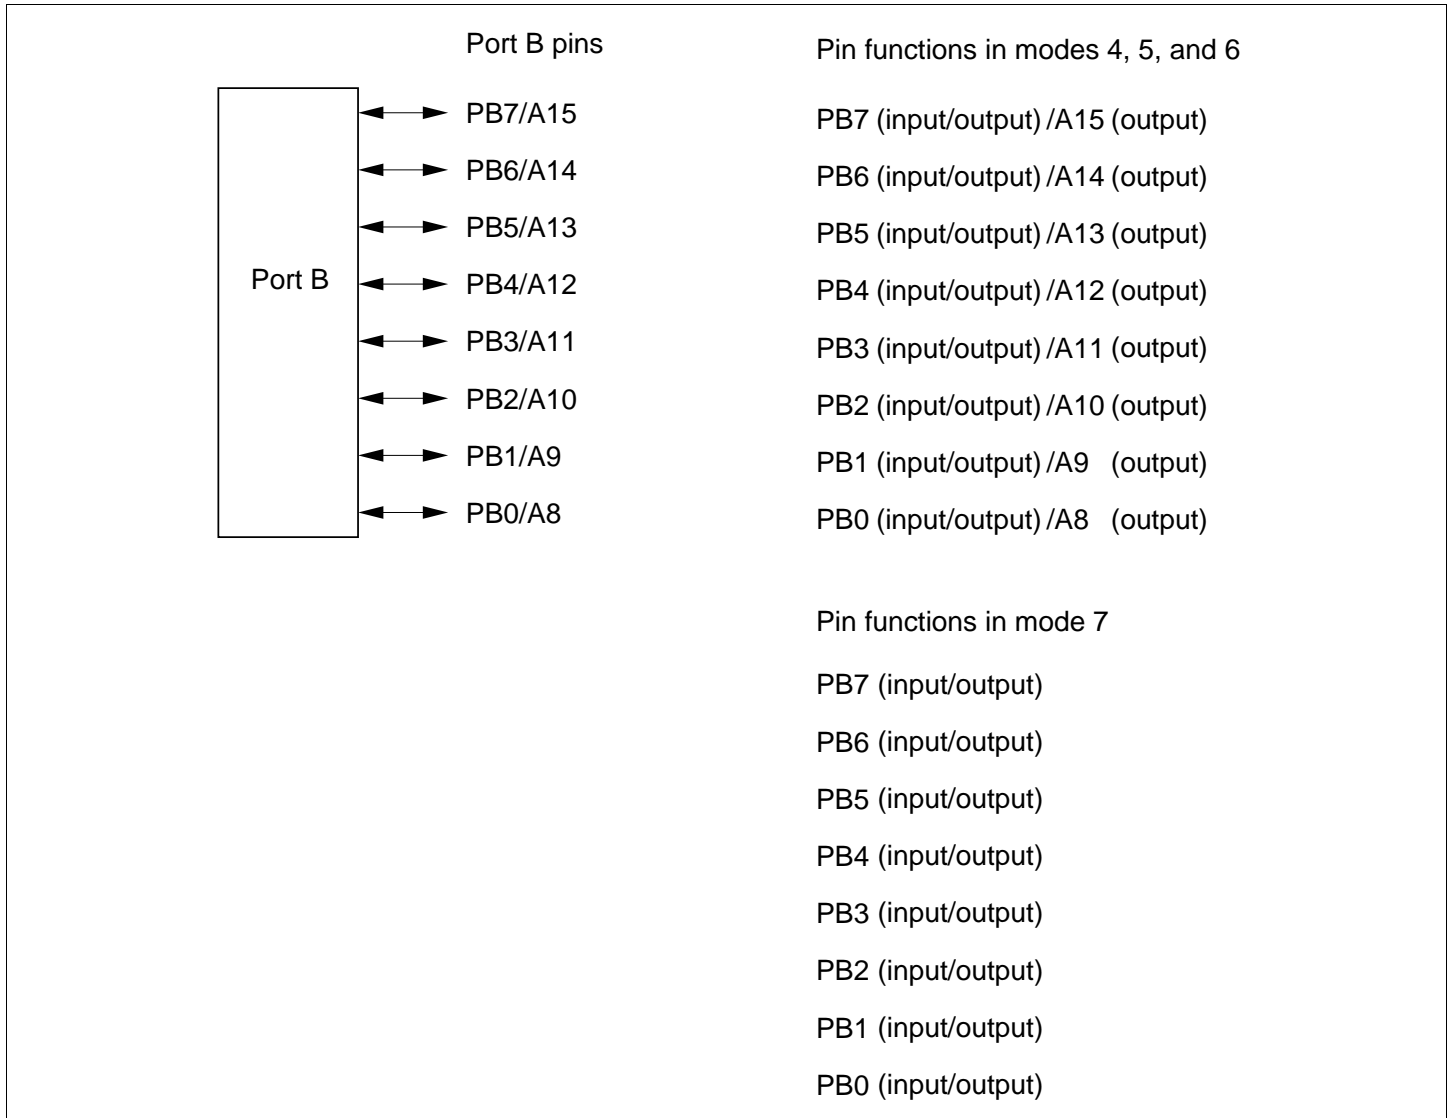 Port B pins
Port B
PB7/A15
PB6/A14
PB5/A13
PB4/A12
PB3/A11
PB2/A10
PB1/A9
PB0/A8
Pin functions in modes 4, 5, and 6
PB7 (input/output) /A15 (output)
PB6 (input/output) /A14 (output)
PB5 (input/output) /A13 (output)
PB4 (input/output) /A12 (output)
PB3 (input/output) /A11 (output)
PB2 (input/output) /A10 (output)
PB1 (input/output) /A9 (output)
PB0 (input/output) /A8 (output)
Pin functions in mode 7
PB7 (input/output)
PB6 (input/output)
PB5 (input/output)
PB4 (input/output)
PB3 (input/output)
PB2 (input/output)
PB1 (input/output)
PB0 (input/output)